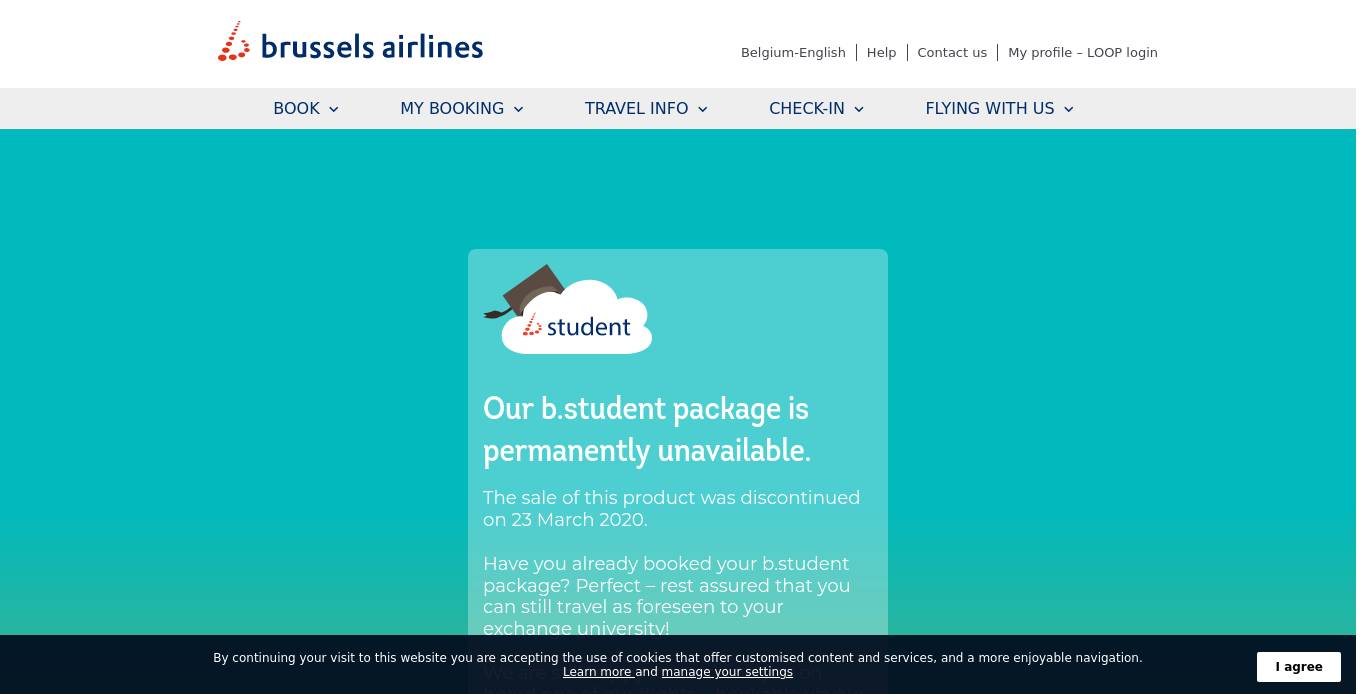 brussels airlines
Belgium-English
Help
Contact us
My profile – LOOP login
BOOK
MY BOOKING
TRAVEL INFO
CHECK-IN
FLYING WITH US
student
Our b.student package is
permanently unavailable.
The sale of this product was discontinued
on 23 March 2020.
Have you already booked your b.student
package? Perfect – rest assured that you
can still travel as foreseen to your
exchange university!
By continuing your visit to this website you are accepting the use of cookies that offer customised content and services, and a more enjoyable navigation.
Learn more and manage your settings
I agree